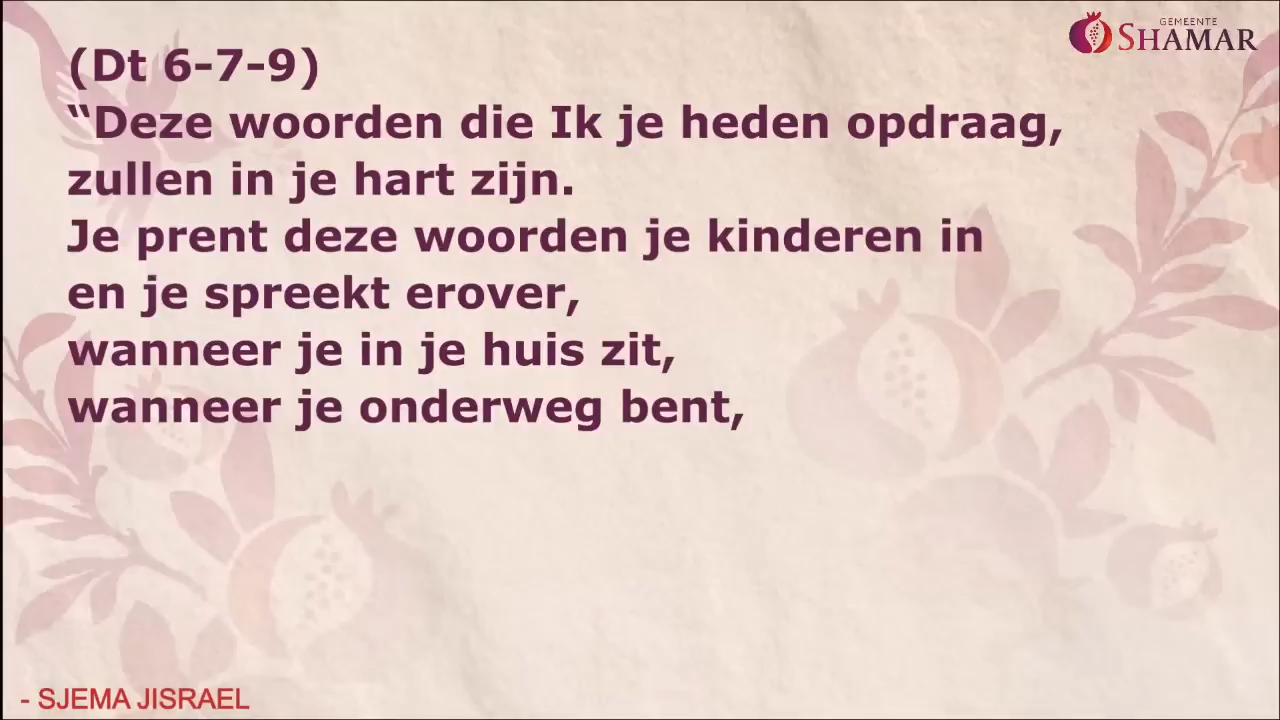 GEMEENTE
SHAMAR
(Dt 6-7-9)
“Deze woorden die Ik je heden opdraag,
zullen in je hart zijn.
Je prent deze woorden je kinderen in
en je spreekt erover,
wanneer je in je huis zit,
wanneer je onderweg bent,
- SJEMA JISRAEL